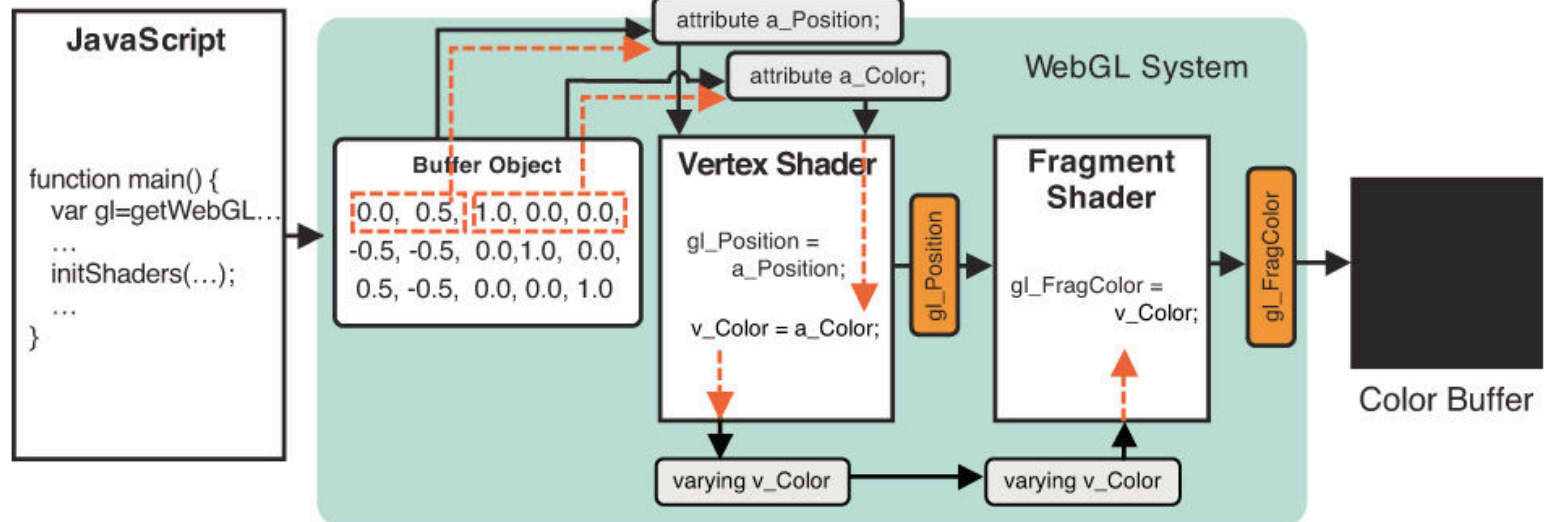 JavaScript
function main() {
var gl=getWebGL…
…
initShaders(…);
…
}
WebGL System
attribute a_Position;
attribute a_Color;
Buffer Object
0.0, 0.5, 1.0, 0.0, 0.0,
-0.5, -0.5, 0.0,1.0, 0.0,
0.5, -0.5, 0.0, 0.0, 1.0
Vertex Shader
gl_Position =
a_Position;
v_Color = a_Color;
gl_Position
Fragment
Shader
gl_FragColor =
v_Color;
gl_FragColor
varying v_Color
varying v_Color
Color Buffer